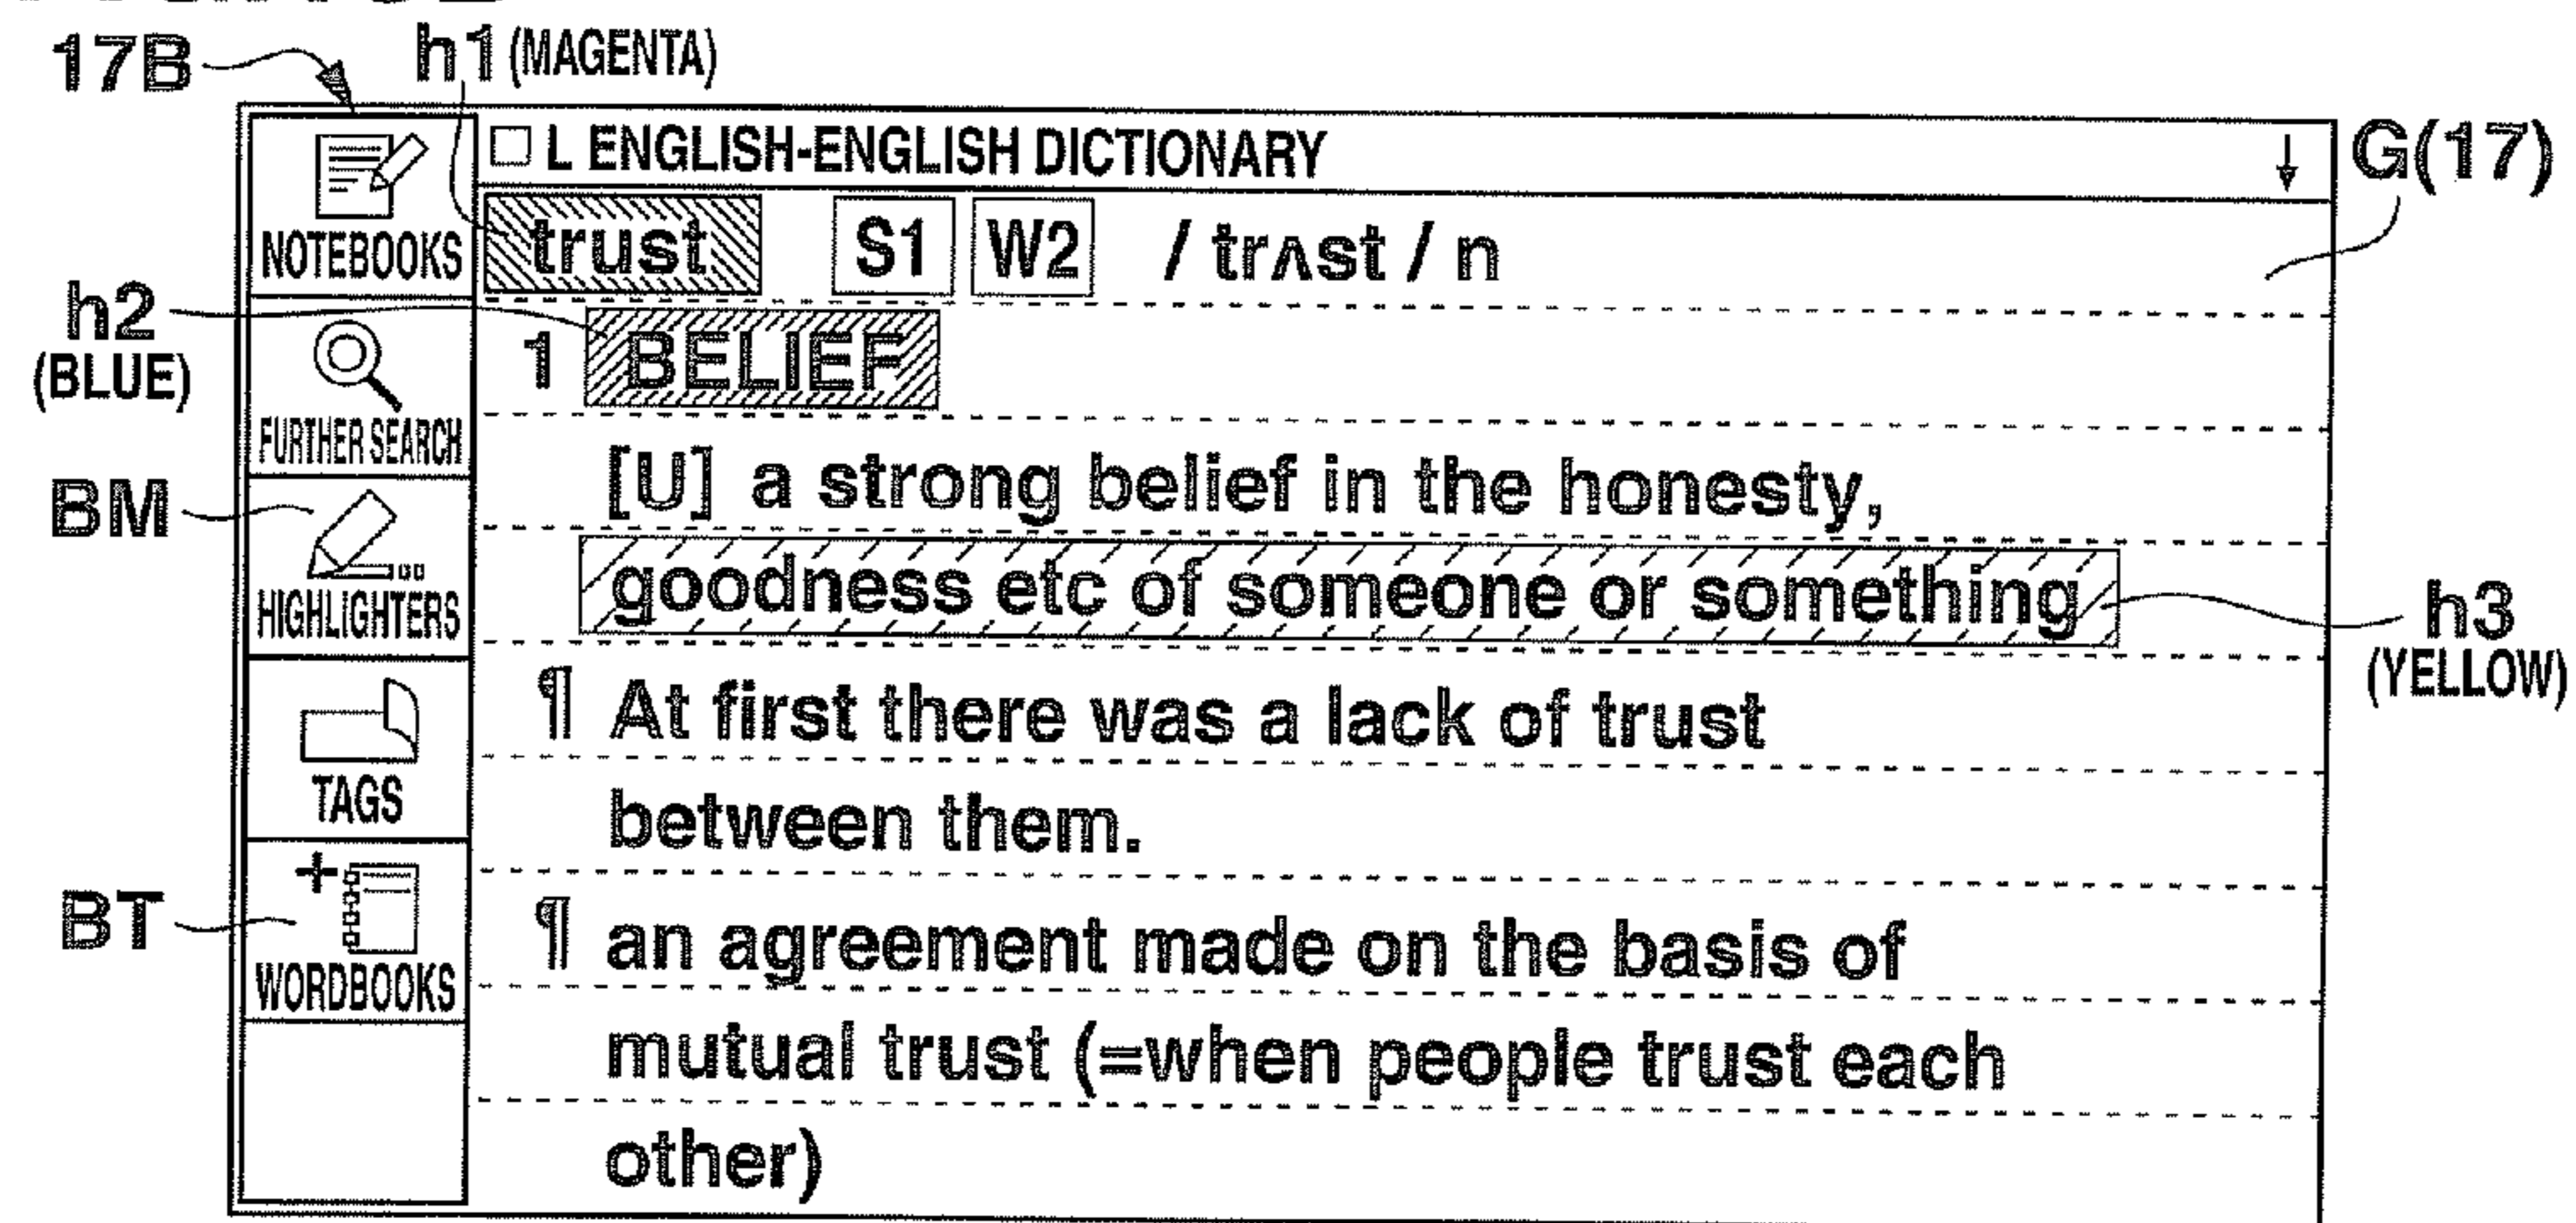 17B
h1 (MAGENTA)
□ L ENGLISH-ENGLISH DICTIONARY ↓
G(17)
NOTEBOOKS
trust S1 W2 / trʌst / n
h2
(BLUE)
1 BELIEF
FURTHER SEARCH
[U] a strong belief in the honesty,
BM
HIGHLIGHTERS
goodness etc of someone or something
h3
(YELLOW)
¶ At first there was a lack of trust
TAGS
between them.
BT
WORDBOOKS
¶ an agreement made on the basis of
mutual trust (=when people trust each
other)